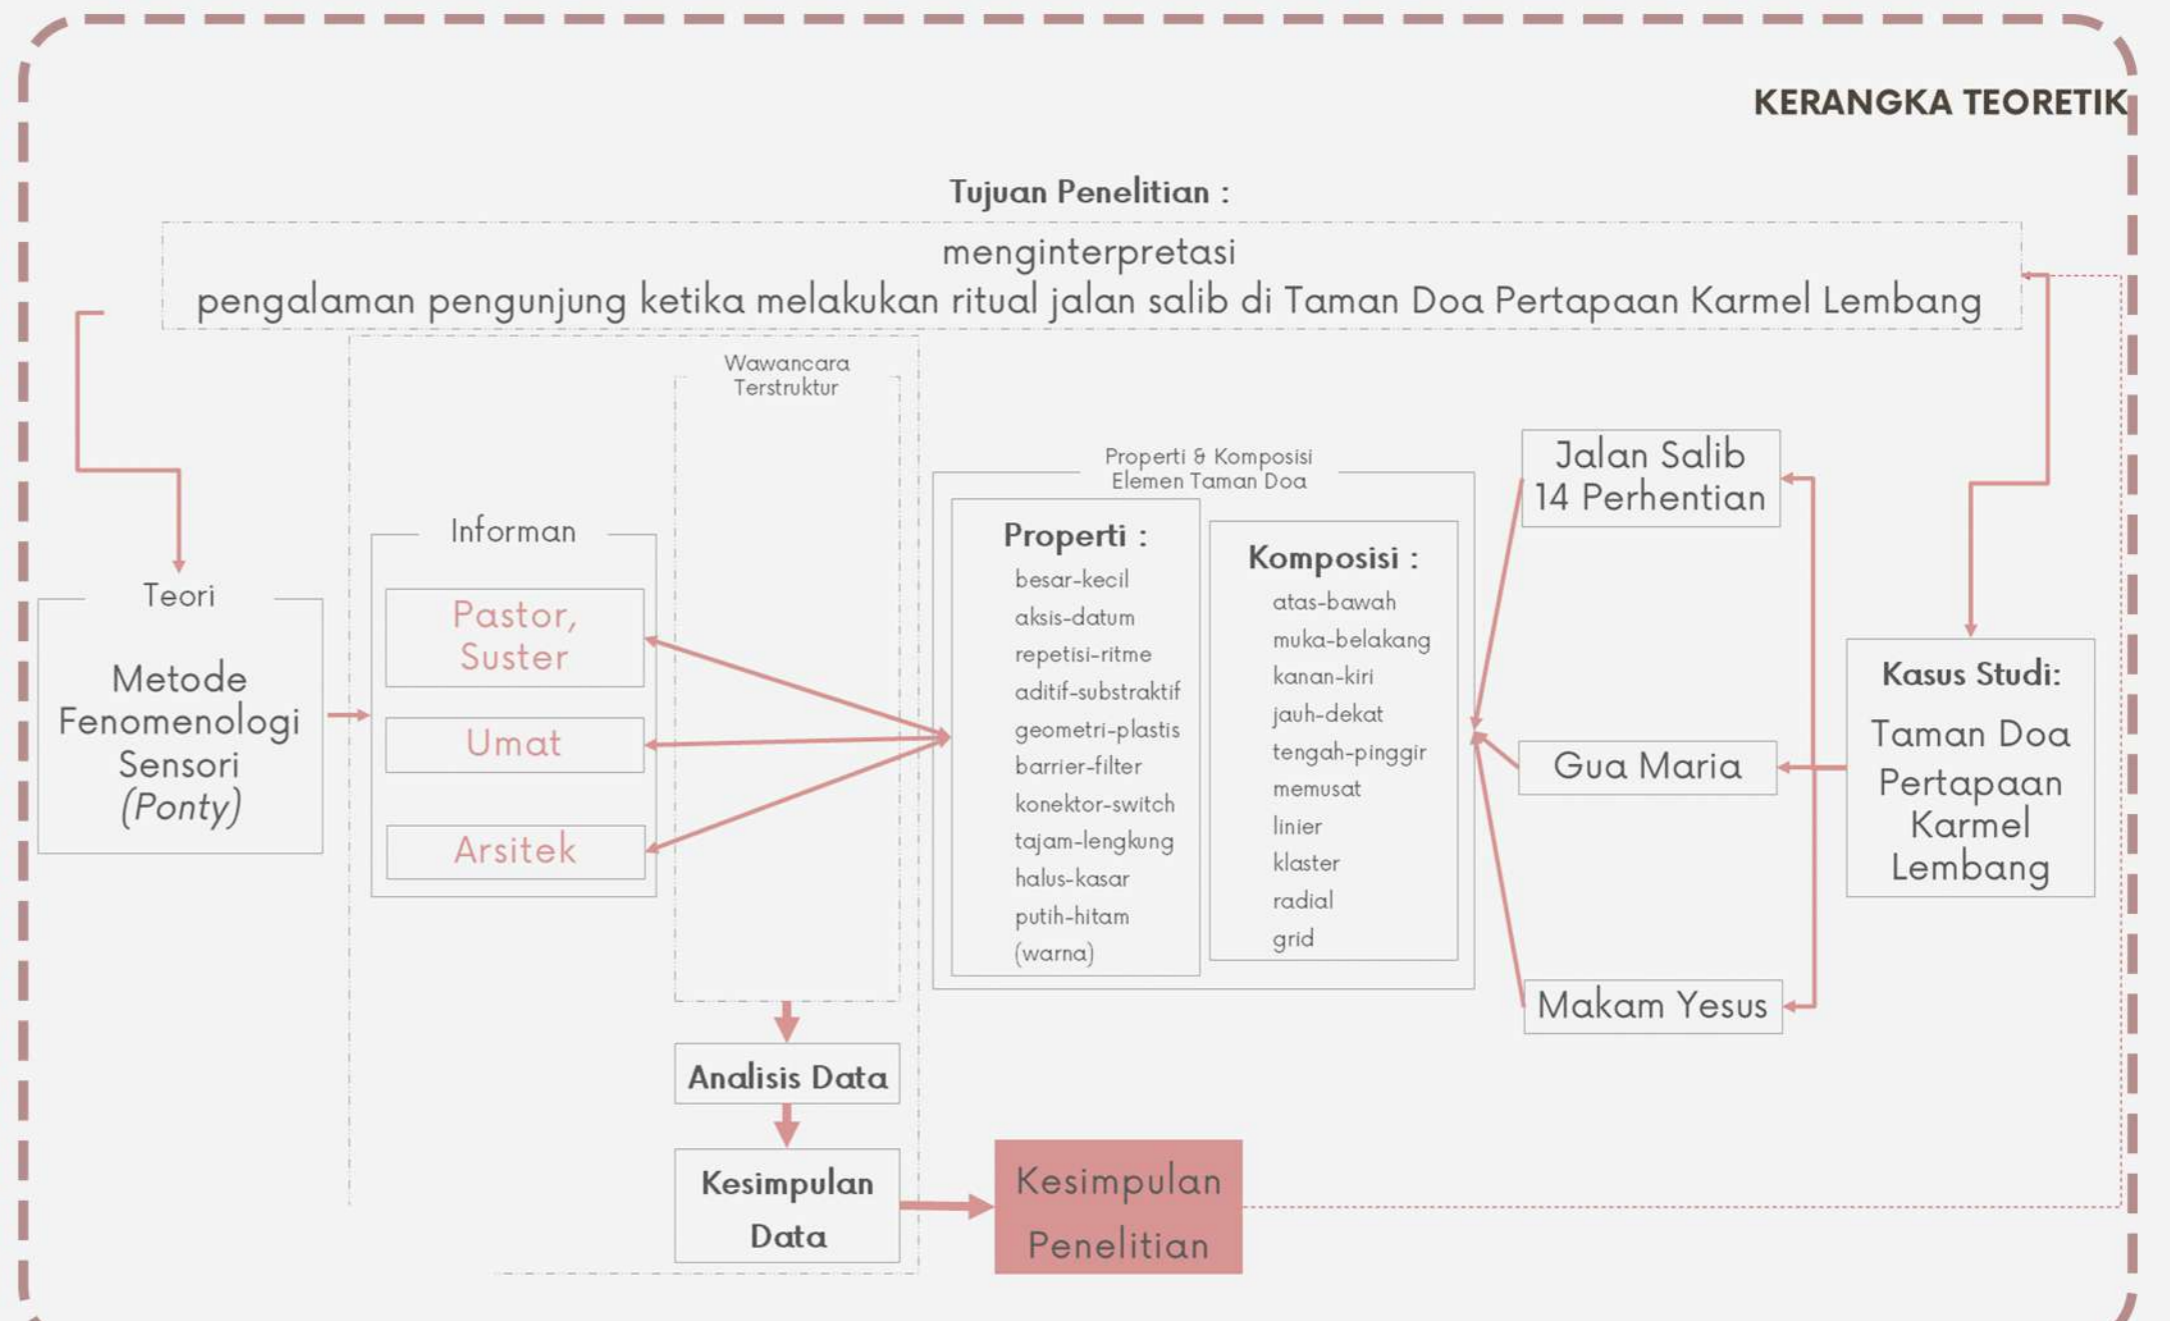 KERANGKA TEORETIK
Tujuan Penelitian :
menginterpretasi
pengalaman pengunjung ketika melakukan ritual jalan salib di Taman Doa Pertapaan Karmel Lembang
Teori
Metode
Fenomenologi
Sensori
(Ponty)
Informan
Pastor,
Suster
Umat
Arsitek
Wawancara
Terstruktur
Properti & Komposisi
Elemen Taman Doa
Properti :
besar-kecil
aksis-datum
repetisi-ritme
aditif-substraktif
geometri-plastis
barrier-filter
konektor-switch
tajam-lengkung
halus-kasar
putih-hitam
(warna)
Komposisi :
atas-bawah
muka-belakang
kanan-kiri
jauh-dekat
tengah-pinggir
memusat
linier
klaster
radial
grid
Jalan Salib
14 Perhentian
Gua Maria
Makam Yesus
Kasus Studi:
Taman Doa
Pertapaan
Karmel
Lembang
Analisis Data
Kesimpulan
Data
Kesimpulan
Penelitian